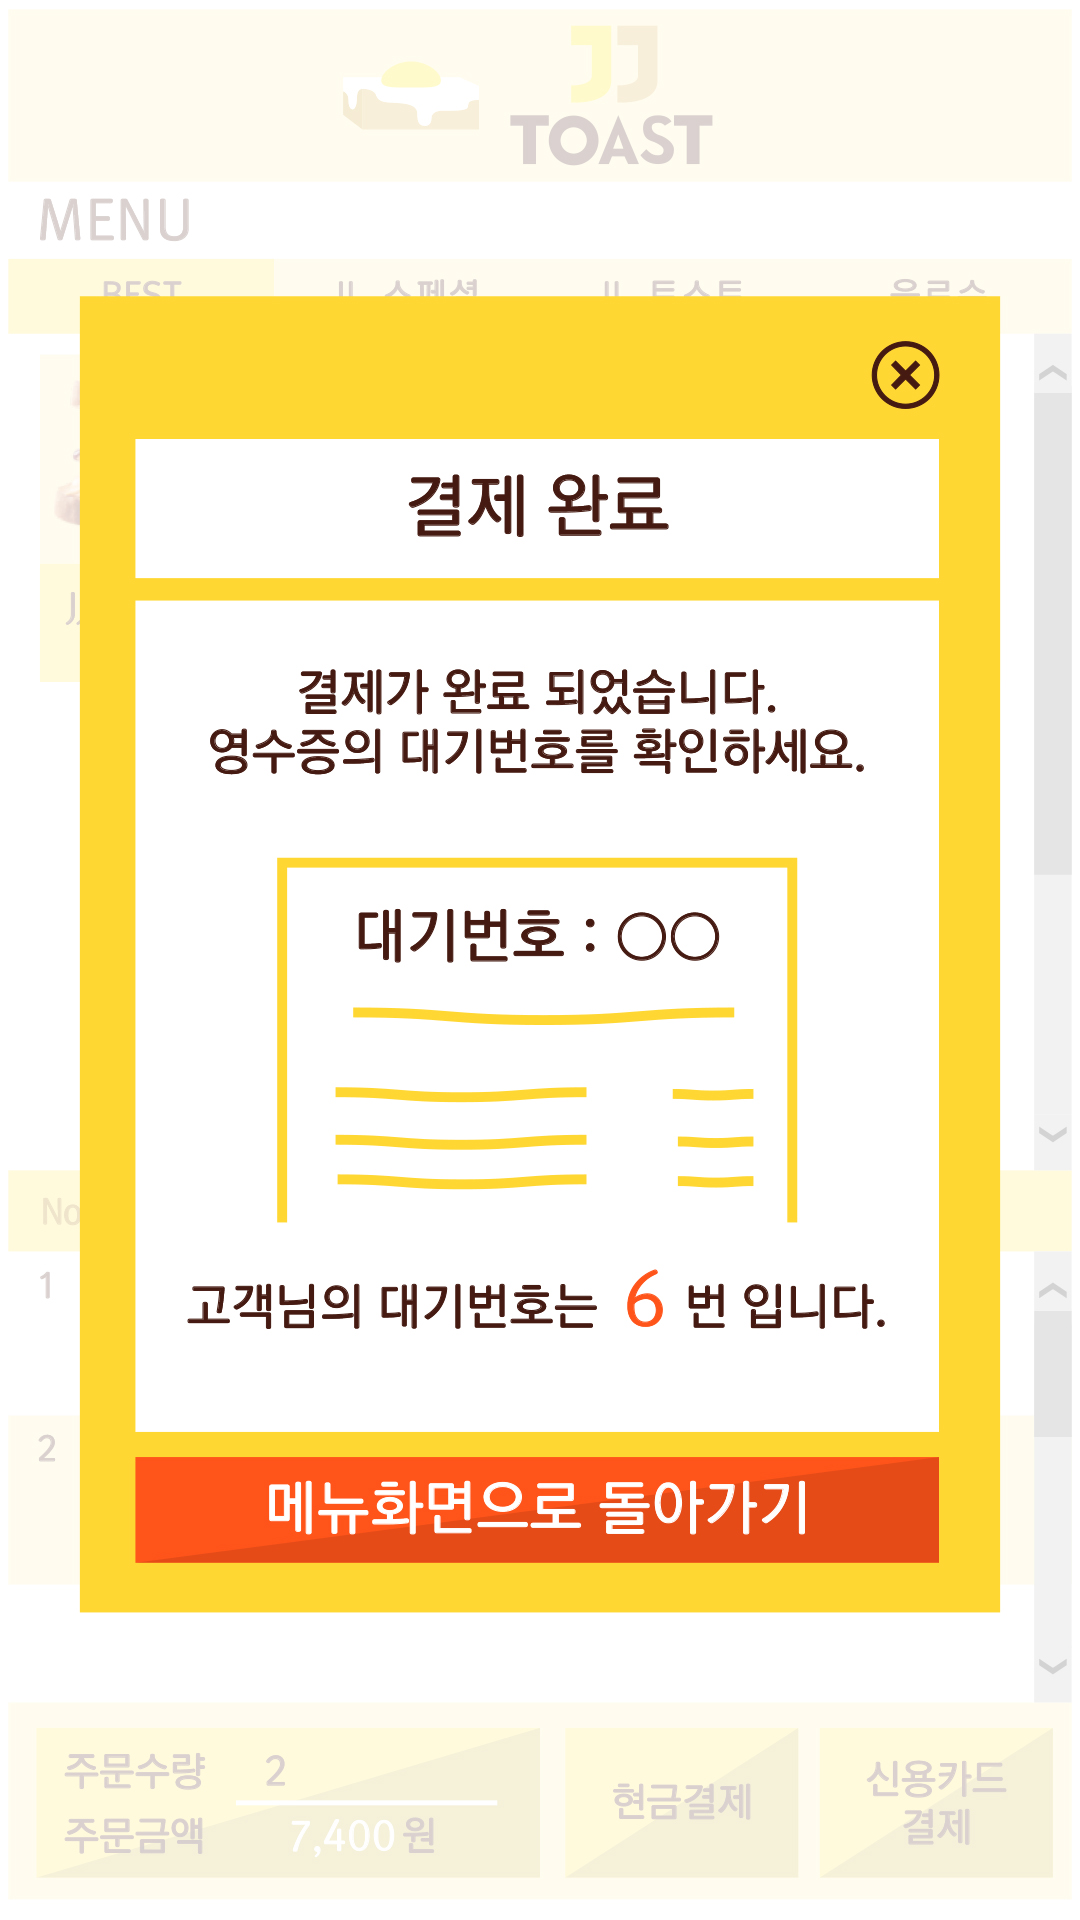 JJ
TOAST
MENU
BEST
JJ 스페셜
JJ 토스트
음료수
결제 완료
결제가 완료 되었습니다.
영수증의 대기번호를 확인하세요.
대기번호 : ○○
No
1
고객님의 대기번호는 6 번 입니다.
2
메뉴화면으로 돌아가기
주문수량 2
주문금액 7,400 원
현금결제
신용카드
결제